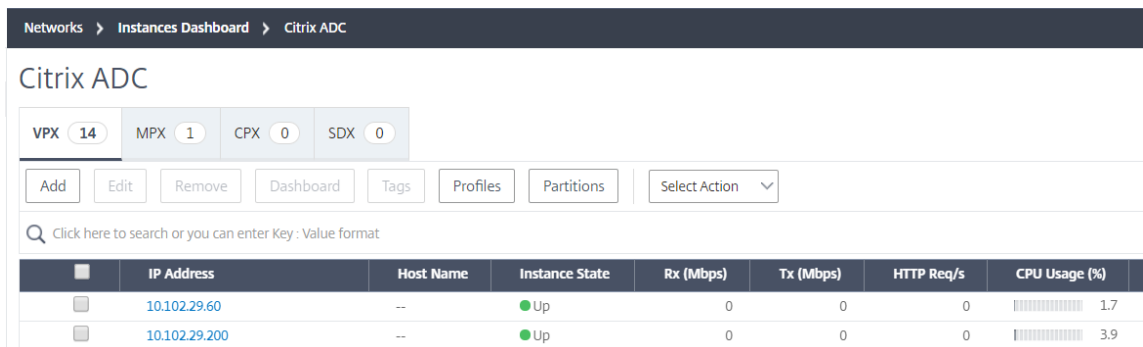 Networks > Instances Dashboard > Citrix ADC
Citrix ADC
VPX 14 MPX 1 CPX 0 SDX 0
Add Edit Remove Dashboard Tags Profiles Partitions Select Action
Click here to search or you can enter Key : Value format
IP Address Host Name Instance State Rx (Mbps) Tx (Mbps) HTTP Req/s CPU Usage (%)
10.102.29.60 -- Up 0 0 0 1.7
10.102.29.200 -- Up 0 0 0 3.9